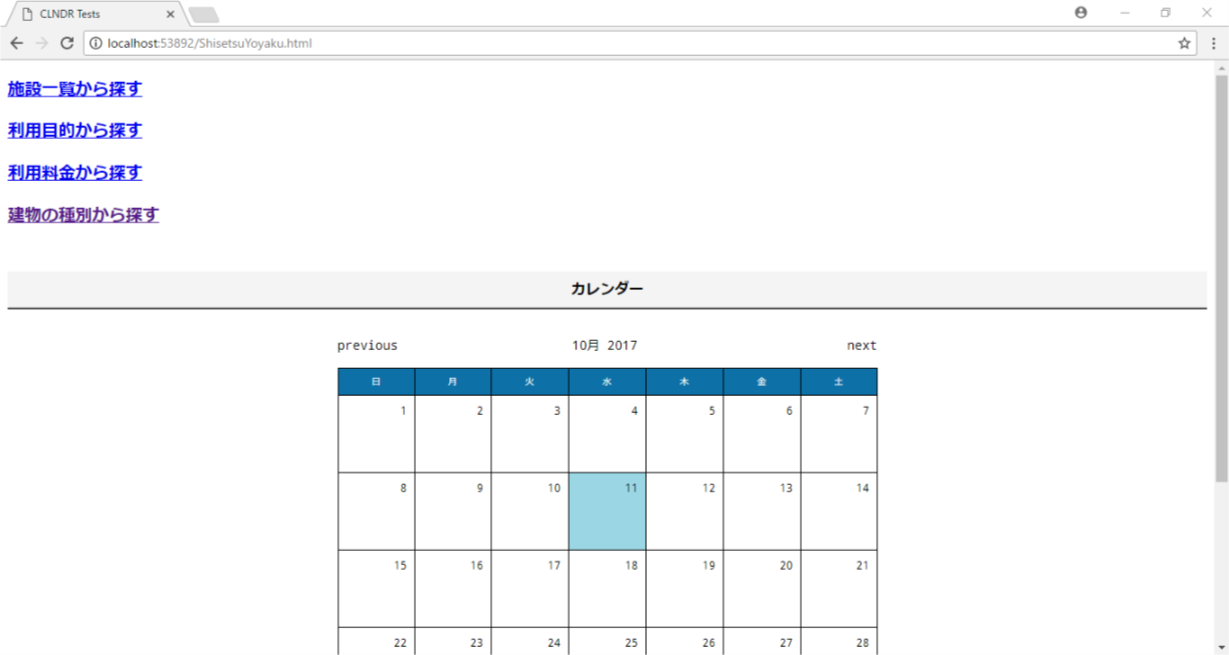 CLNDR Tests
localhost:53892/ShisetsuYoyaku.html
施設一覧から探す
利用目的から探す
利用料金から探す
建物の種別から探す
カレンダー
previous 10月 2017 next
日 月 火 水 木 金 土
1 2 3 4 5 6 7
8 9 10 11 12 13 14
15 16 17 18 19 20 21
22 23 24 25 26 27 28